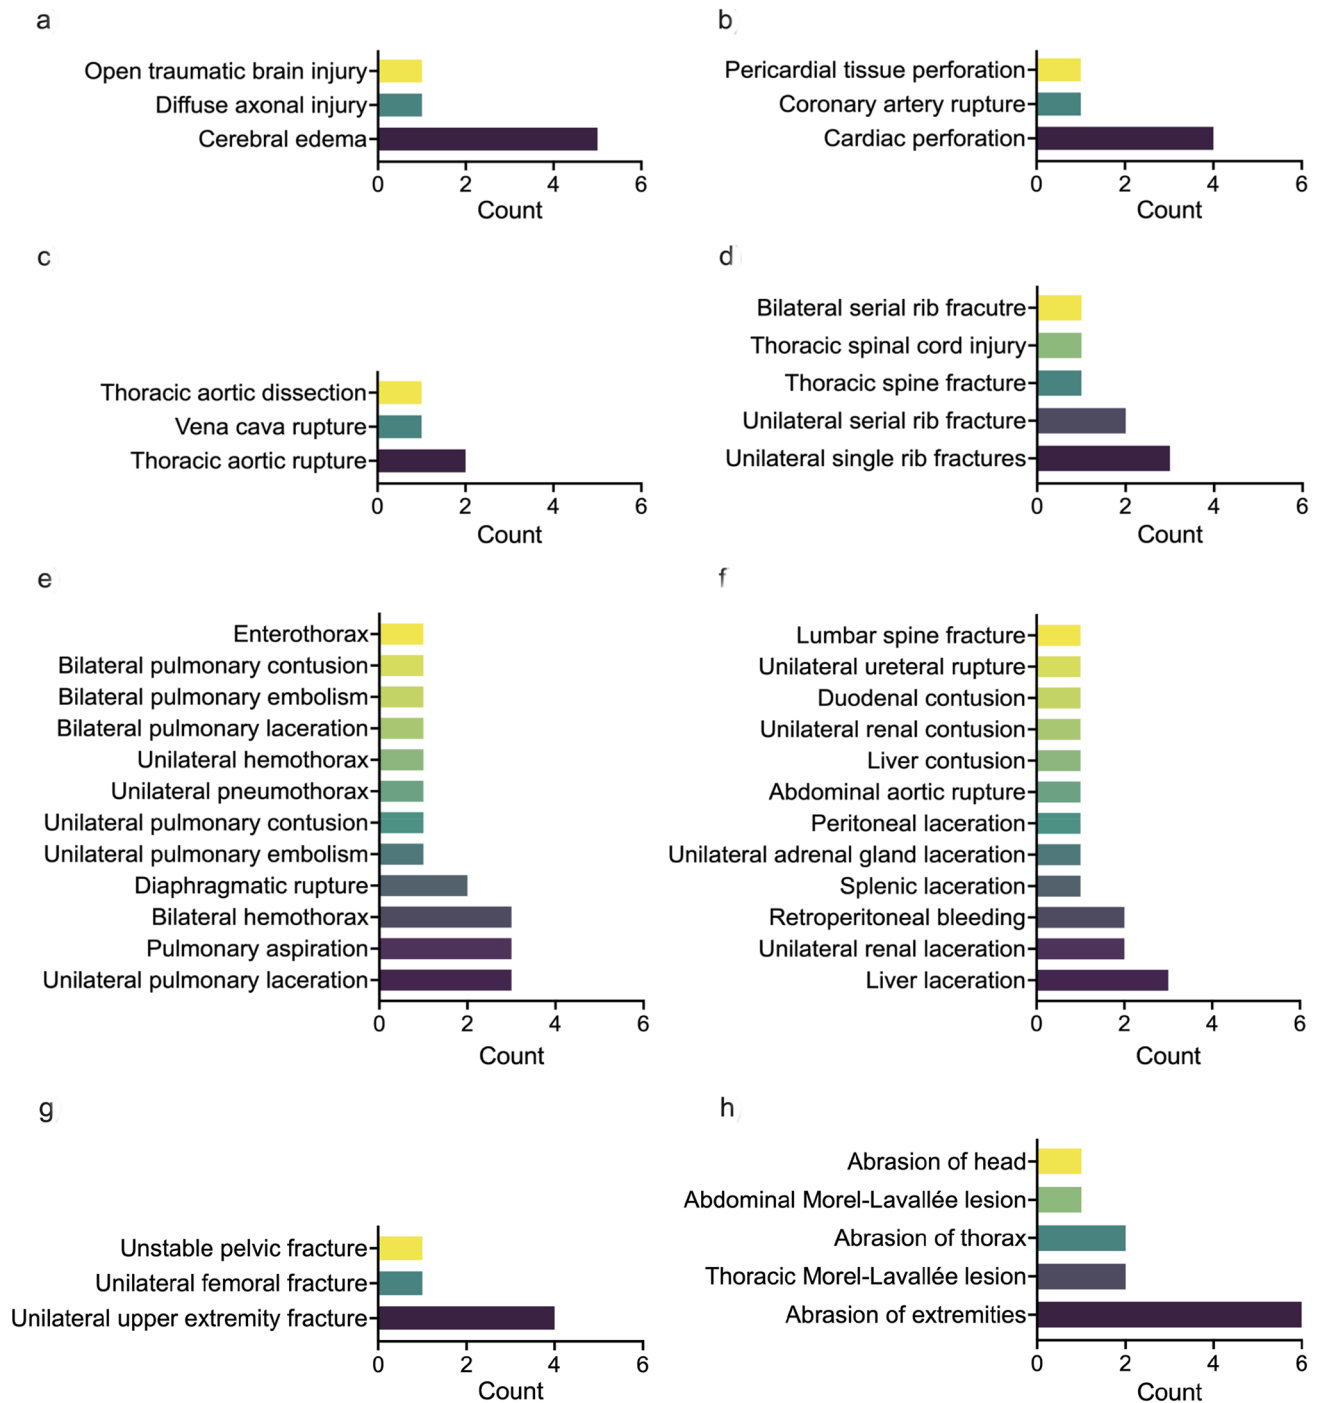 a
Open traumatic brain injury
Diffuse axonal injury
Cerebral edema
0 2 4 6
Count
b
Pericardial tissue perforation
Coronary artery rupture
Cardiac perforation
0 2 4 6
Count
c
Thoracic aortic dissection
Vena cava rupture
Thoracic aortic rupture
0 2 4 6
Count
d
Bilateral serial rib fracutre
Thoracic spinal cord injury
Thoracic spine fracture
Unilateral serial rib fracture
Unilateral single rib fractures
0 2 4 6
Count
e
Enterothorax
Bilateral pulmonary contusion
Bilateral pulmonary embolism
Bilateral pulmonary laceration
Unilateral hemothorax
Unilateral pneumothorax
Unilateral pulmonary contusion
Unilateral pulmonary embolism
Diaphragmatic rupture
Bilateral hemothorax
Pulmonary aspiration
Unilateral pulmonary laceration
0 2 4 6
Count
f
Lumbar spine fracture
Unilateral ureteral rupture
Duodenal contusion
Unilateral renal contusion
Liver contusion
Abdominal aortic rupture
Peritoneal laceration
Unilateral adrenal gland laceration
Splenic laceration
Retroperitoneal bleeding
Unilateral renal laceration
Liver laceration
0 2 4 6
Count
g
Unstable pelvic fracture
Unilateral femoral fracture
Unilateral upper extremity fracture
0 2 4 6
Count
h
Abrasion of head
Abdominal Morel-Lavallée lesion
Abrasion of thorax
Thoracic Morel-Lavallée lesion
Abrasion of extremities
0 2 4 6
Count